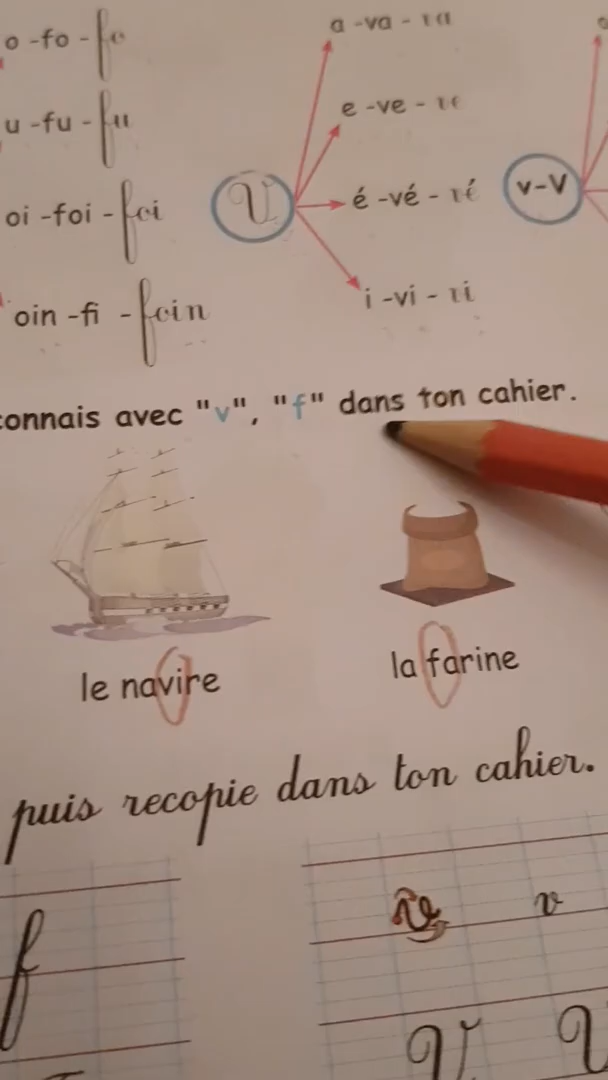 o -fo - fo
u -fu - fu
oi -foi - foi
oin -fi - foin
V
a -va - va
e -ve - ve
é -vé - vé
i -vi - vi
v-V
connais avec "v", "f" dans ton cahier.
le navire
la farine
puis recopie dans ton cahier.
f
v v
V V